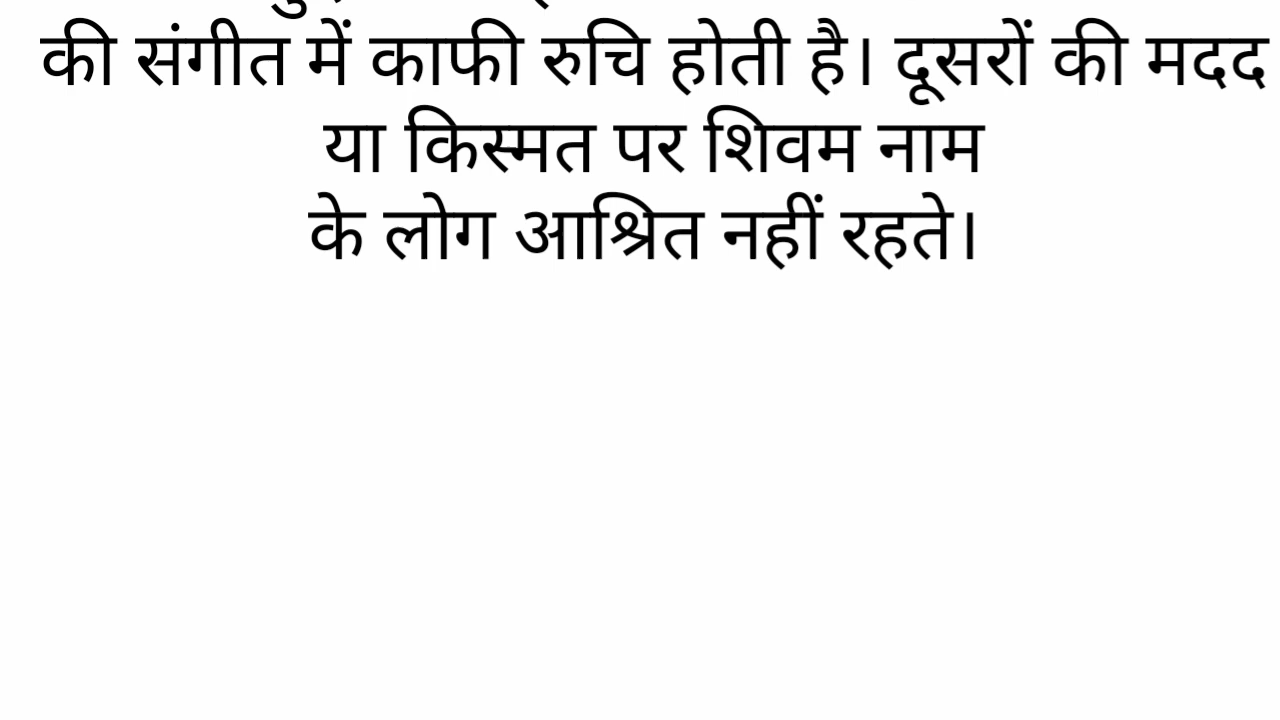 की संगीत में काफी रुचि होती है। दूसरों की मदद
या किस्मत पर शिवम नाम
के लोग आश्रित नहीं रहते।